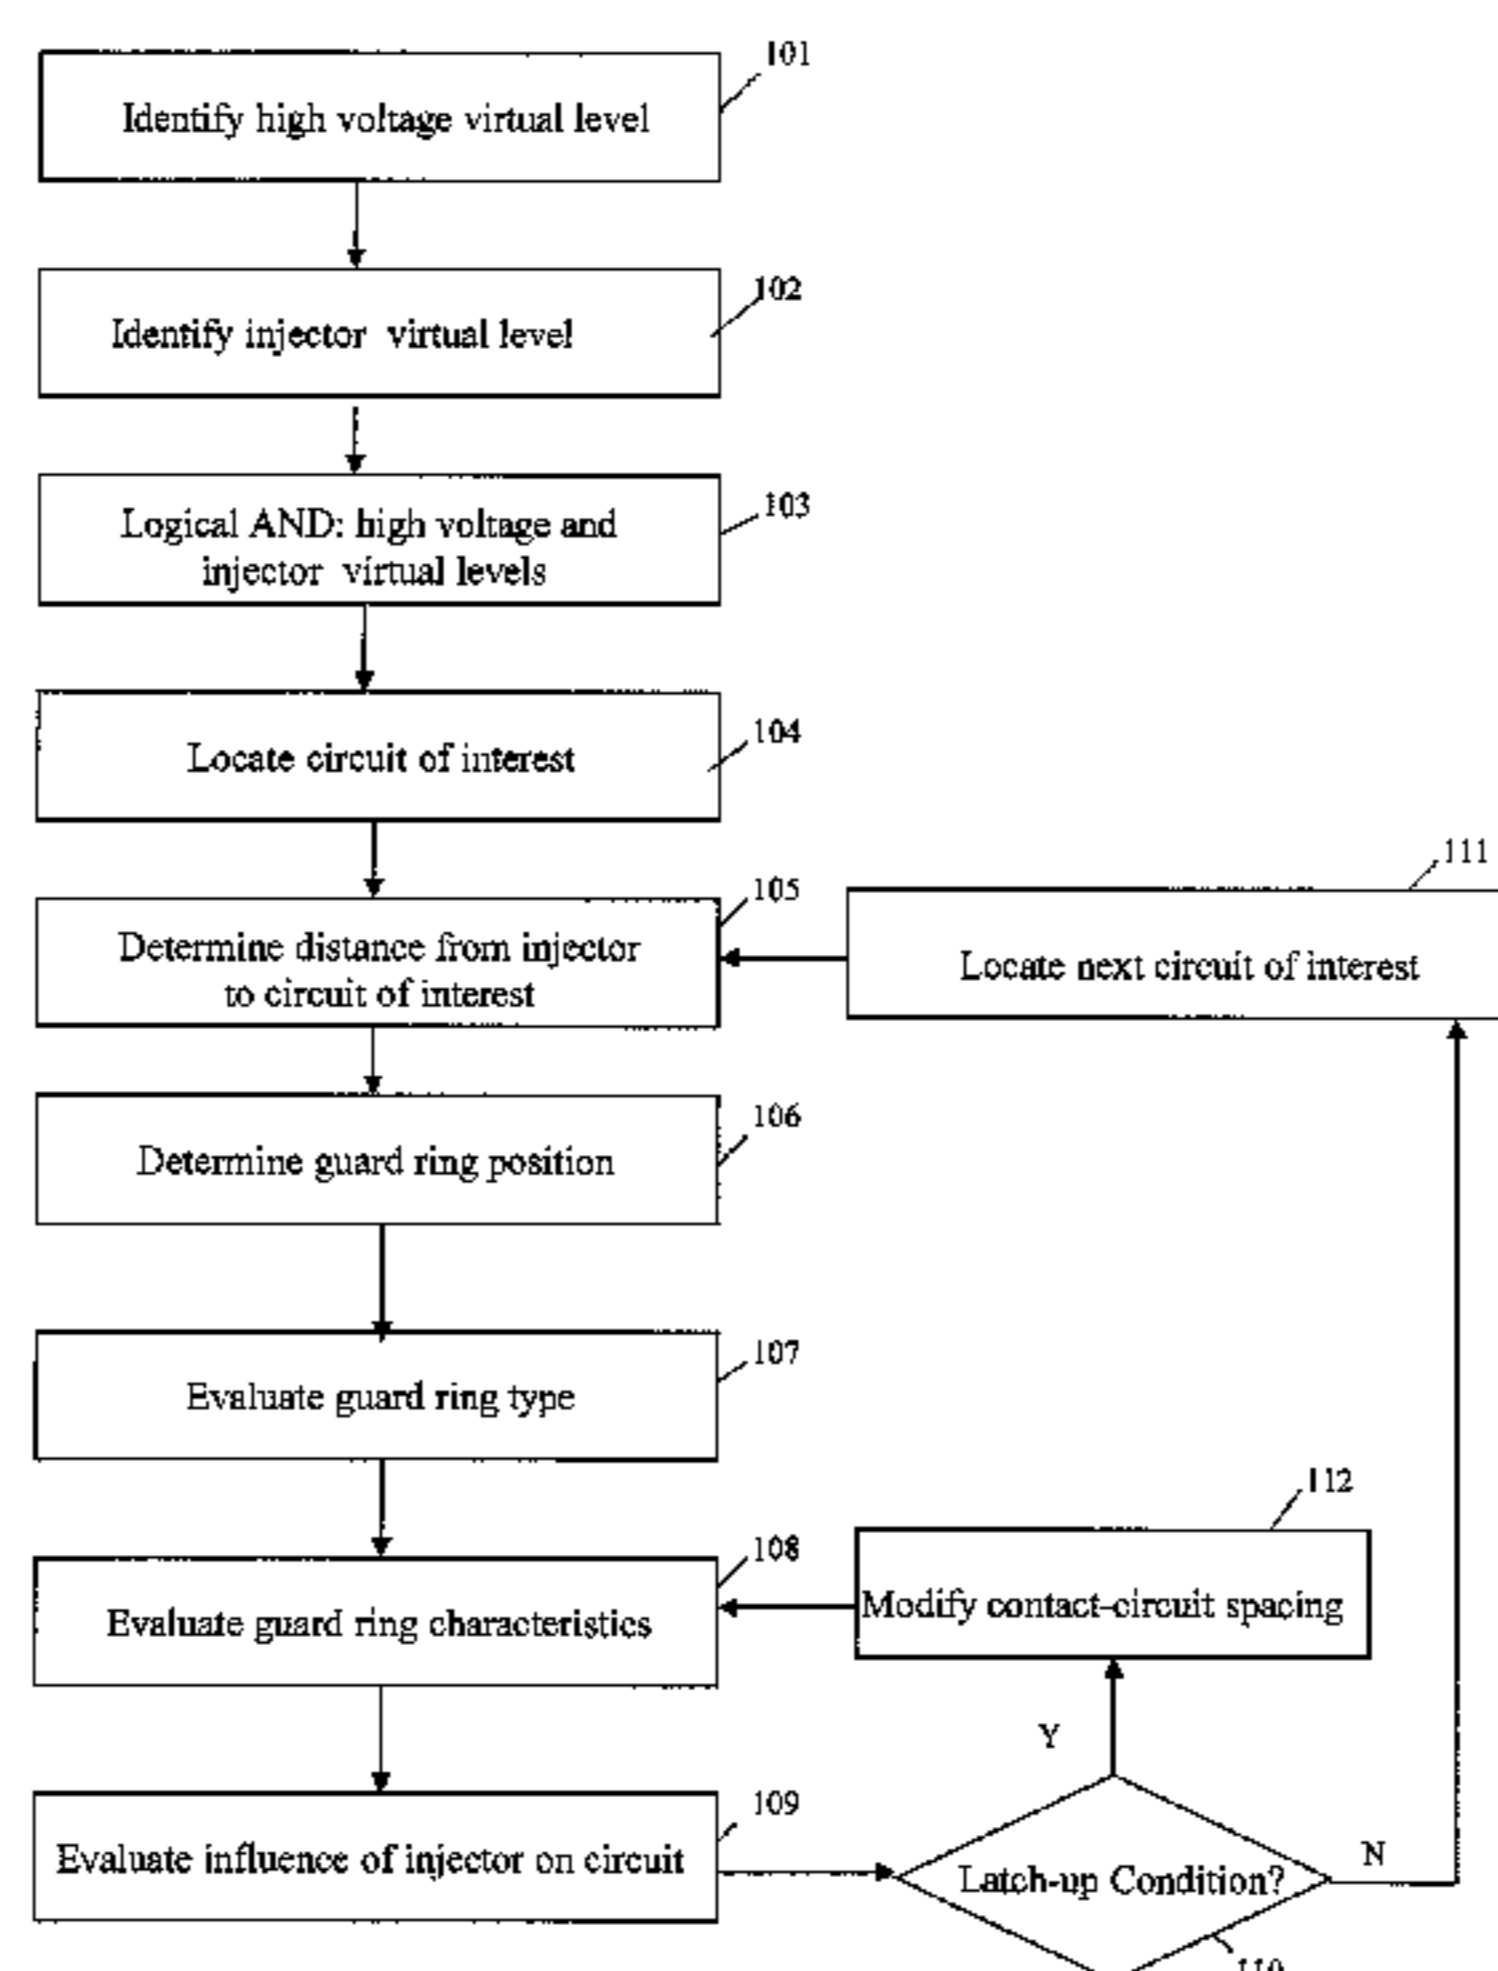 101
Identify high voltage virtual level
102
Identify injector virtual level
103
Logical AND: high voltage and
injector virtual levels
104
Locate circuit of interest
105
Determine distance from injector
to circuit of interest
111
Locate next circuit of interest
106
Determine guard ring position
107
Evaluate guard ring type
112
Modify contact-circuit spacing
108
Evaluate guard ring characteristics
Y
109
Evaluate influence of injector on circuit
Latch-up Condition?
N
110